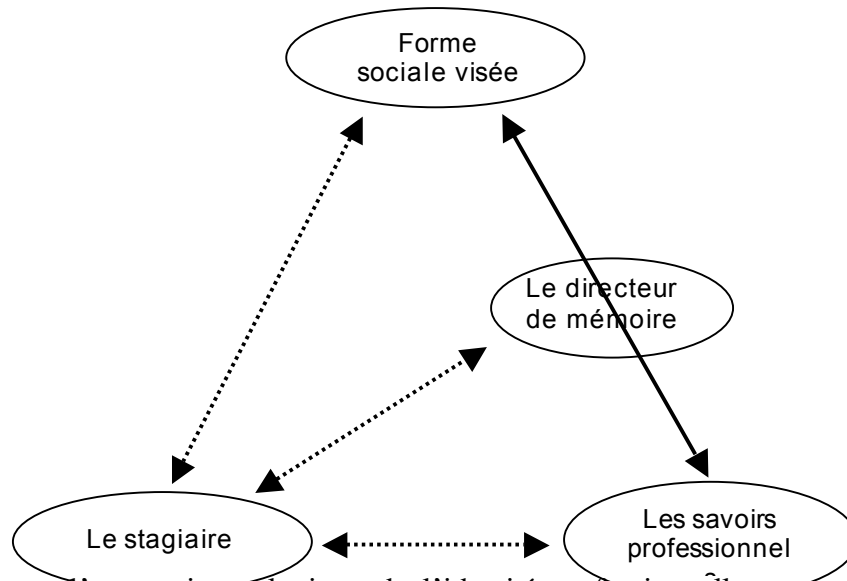 Forme
sociale visée
Le directeur
de mémoire
Le stagiaire
Les savoirs
professionnel